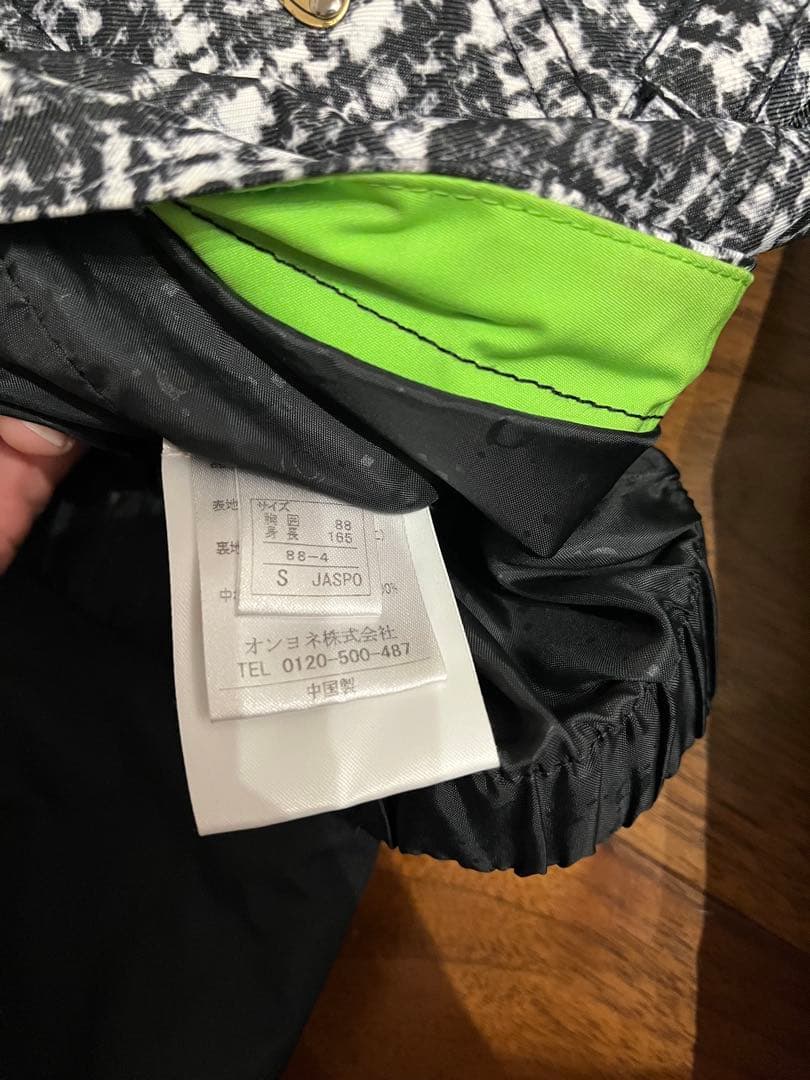 サイズ
胸囲 88
身長 165
88-4
S JASPO
表地
裏地
00%
オンヨネ株式会社
TEL 0120-500-487
中国製